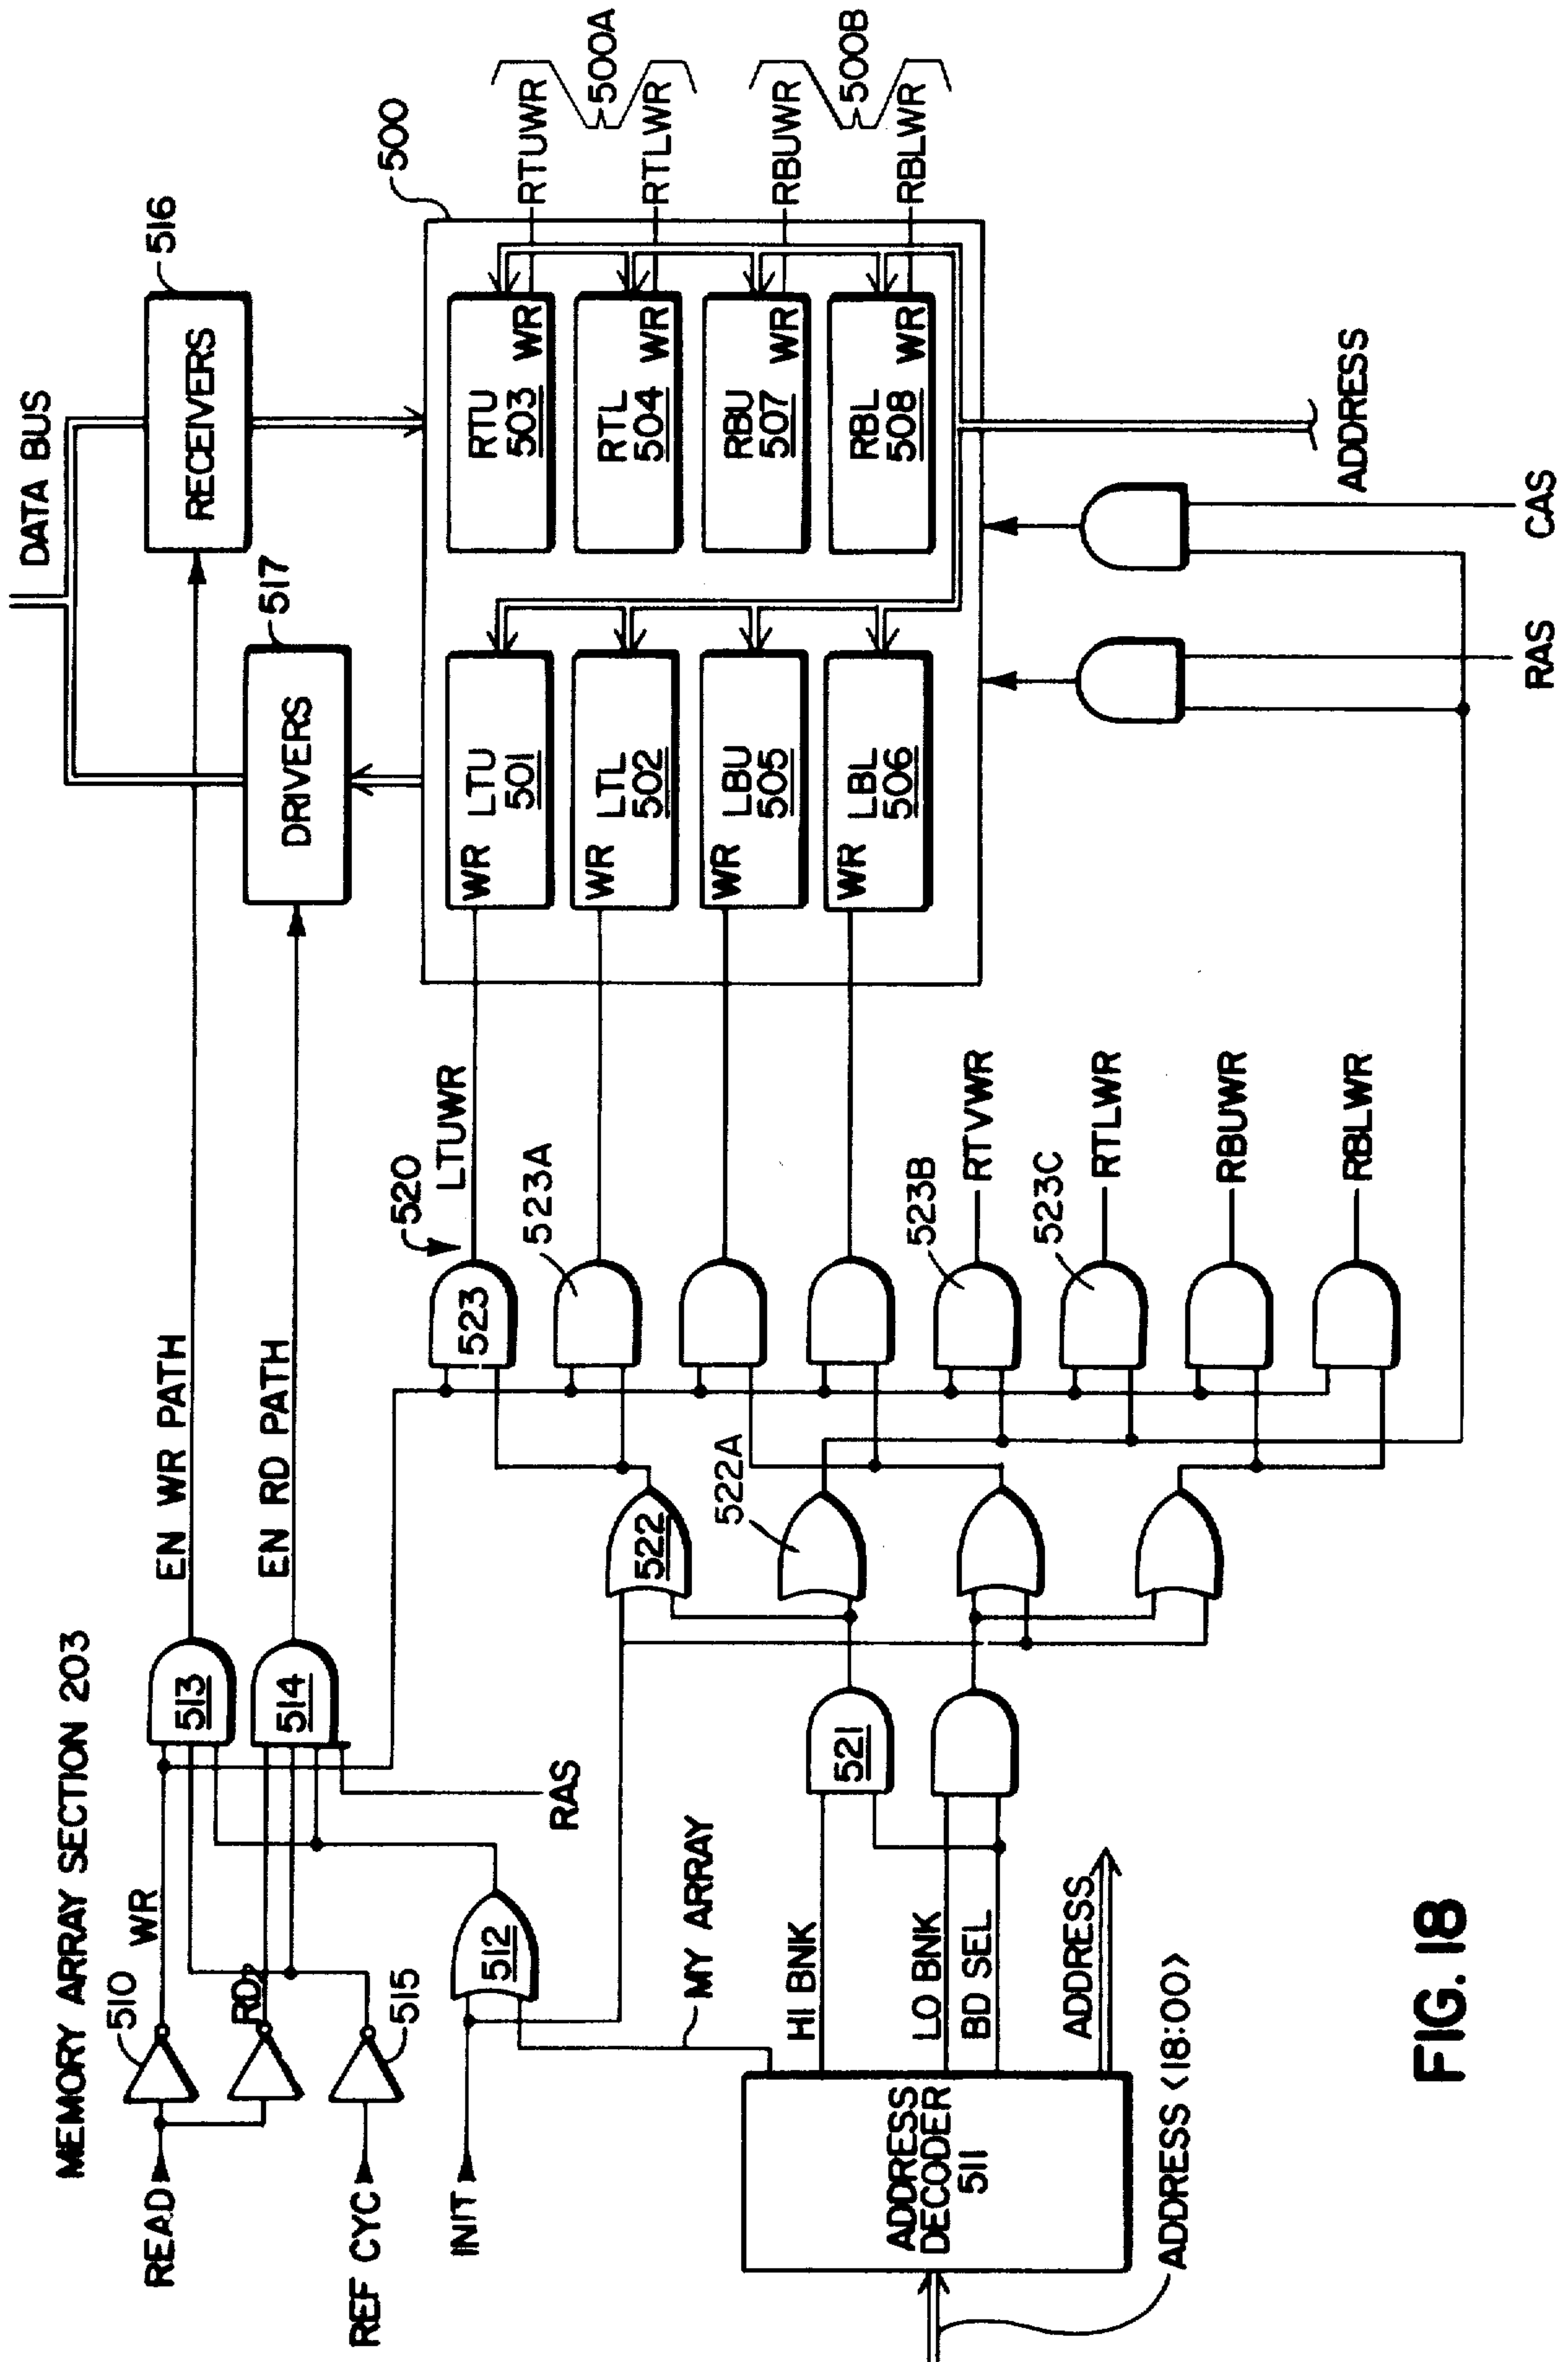 MEMORY ARRAY SECTION 203
READ
510
WR
RD
REF CYC
515
INIT
512
513
514
EN WR PATH
EN RD PATH
RAS
MY ARRAY
ADDRESS <18:00>
ADDRESS
DECODER
511
HI BNK
LO BNK
BD SEL
ADDRESS
521
522
522A
520
523
LTUWR
523A
523B
RTVWR
523C
RTLWR
RBUWR
RBLWR
DATA BUS
DRIVERS
517
RECEIVERS
516
500
WR
LTU
501
WR
LTL
502
WR
LBU
505
WR
LBL
506
RTU
503
WR
RTL
504
WR
RBU
507
WR
RBL
508
WR
RTUWR
RTLWR
500A
RBUWR
RBLWR
500B
RAS
CAS
ADDRESS
FIG. 18